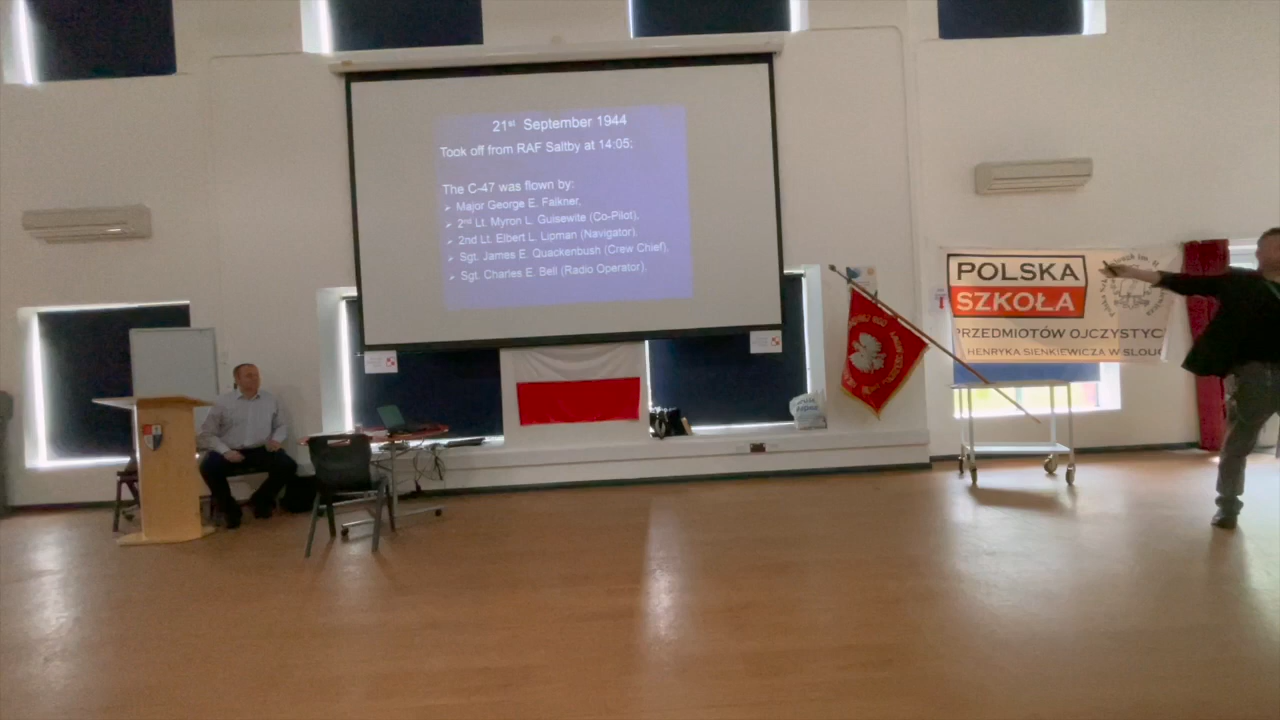 21st September 1944
Took off from RAF Saltby at 14:05;
The C-47 was flown by:
➢ Major George E. Falkner,
➢ 2nd Lt. Myron L. Guisewite (Co-Pilot),
➢ 2nd Lt. Elbert L. Lipman (Navigator),
➢ Sgt. James E. Quackenbush (Crew Chief),
➢ Sgt. Charles E. Bell (Radio Operator).
POLSKA
SZKOŁA
PRZEDMIOTÓW OJCZYSTYC
HENRYKA SIENKIEWICZA W SLOUG